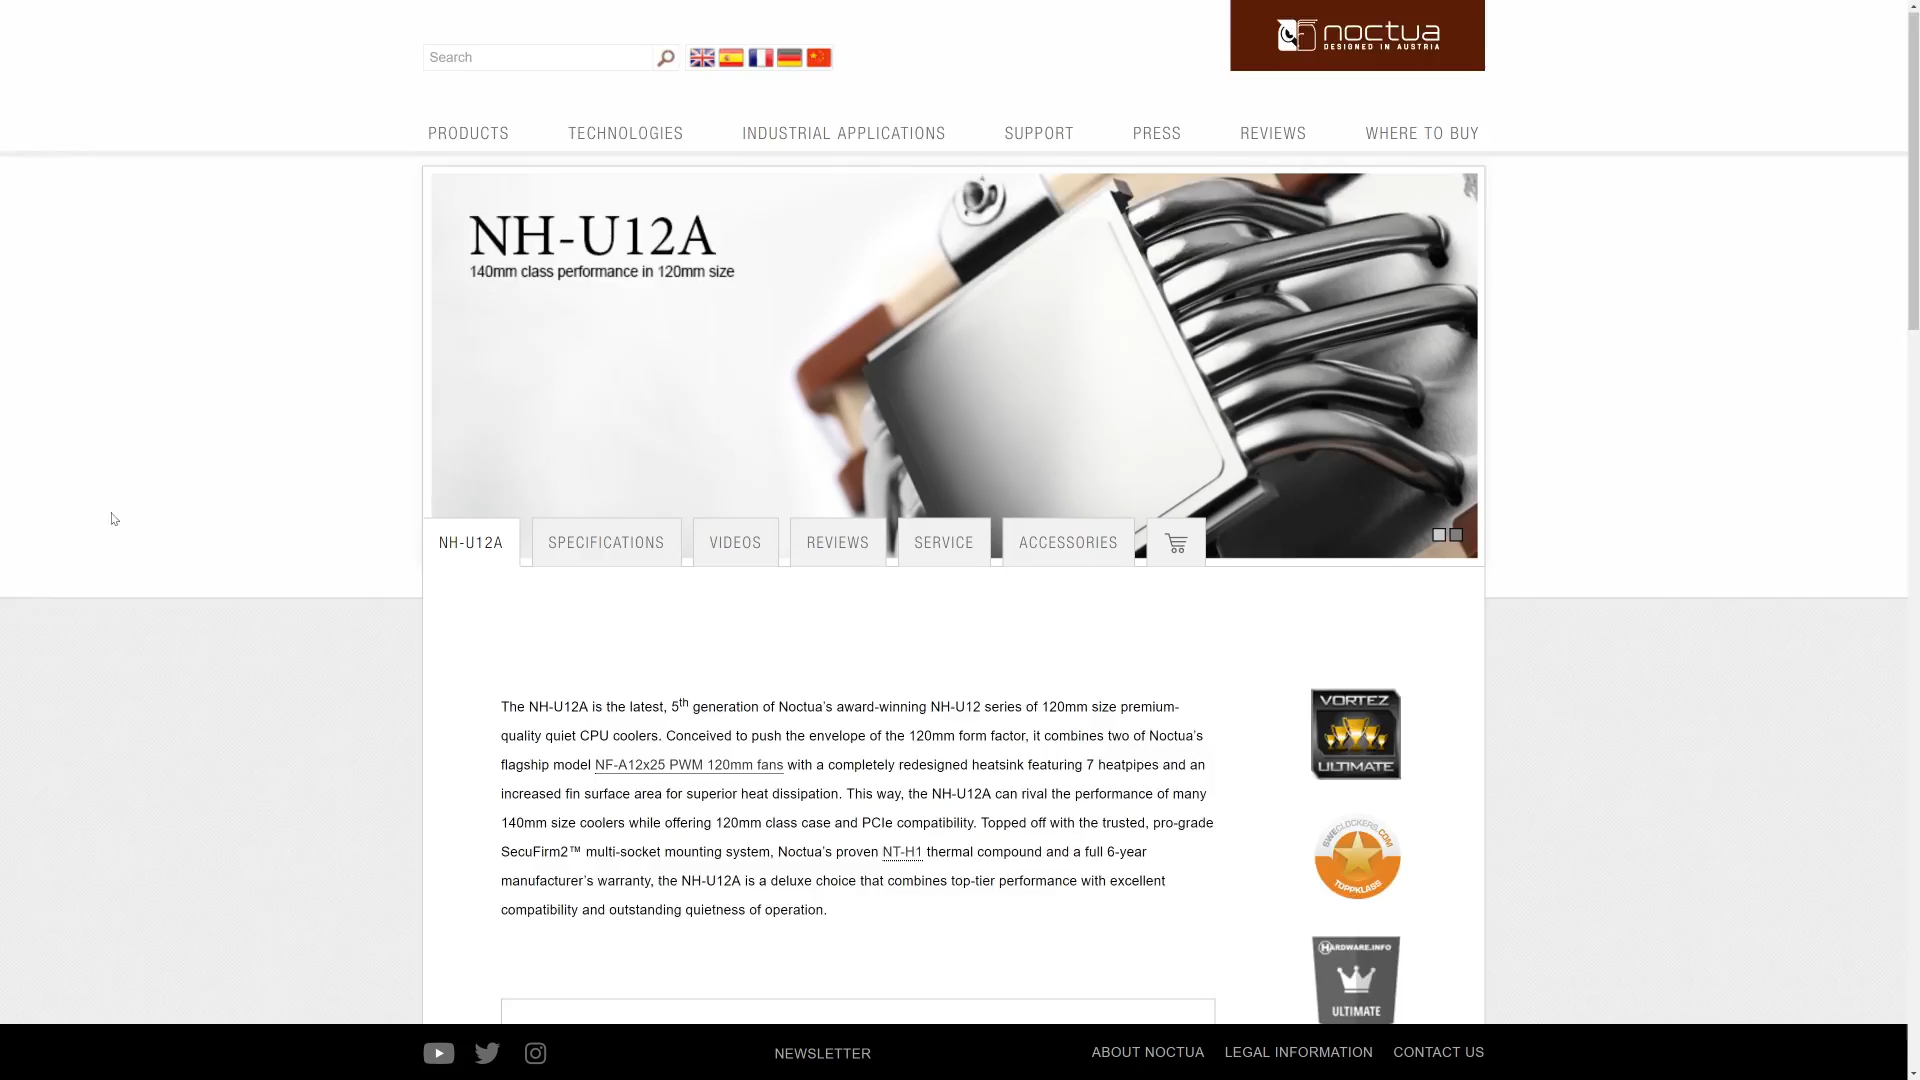 noctua
DESIGNED IN AUSTRIA
Search
PRODUCTS
TECHNOLOGIES
INDUSTRIAL APPLICATIONS
SUPPORT
PRESS
REVIEWS
WHERE TO BUY
NH-U12A
140mm class performance in 120mm size
NH-U12A
SPECIFICATIONS
VIDEOS
REVIEWS
SERVICE
ACCESSORIES
The NH-U12A is the latest, 5th generation of Noctua’s award-winning NH-U12 series of 120mm size premium-
quality quiet CPU coolers. Conceived to push the envelope of the 120mm form factor, it combines two of Noctua’s
flagship model NF-A12x25 PWM 120mm fans with a completely redesigned heatsink featuring 7 heatpipes and an
increased fin surface area for superior heat dissipation. This way, the NH-U12A can rival the performance of many
140mm size coolers while offering 120mm class case and PCIe compatibility. Topped off with the trusted, pro-grade
SecuFirm2™ multi-socket mounting system, Noctua’s proven NT-H1 thermal compound and a full 6-year
manufacturer’s warranty, the NH-U12A is a deluxe choice that combines top-tier performance with excellent
compatibility and outstanding quietness of operation.
VORTEZ
ULTIMATE
SWECLOCKERS.COM
TOPPKLASS
HARDWARE.INFO
ULTIMATE
NEWSLETTER
ABOUT NOCTUA
LEGAL INFORMATION
CONTACT US